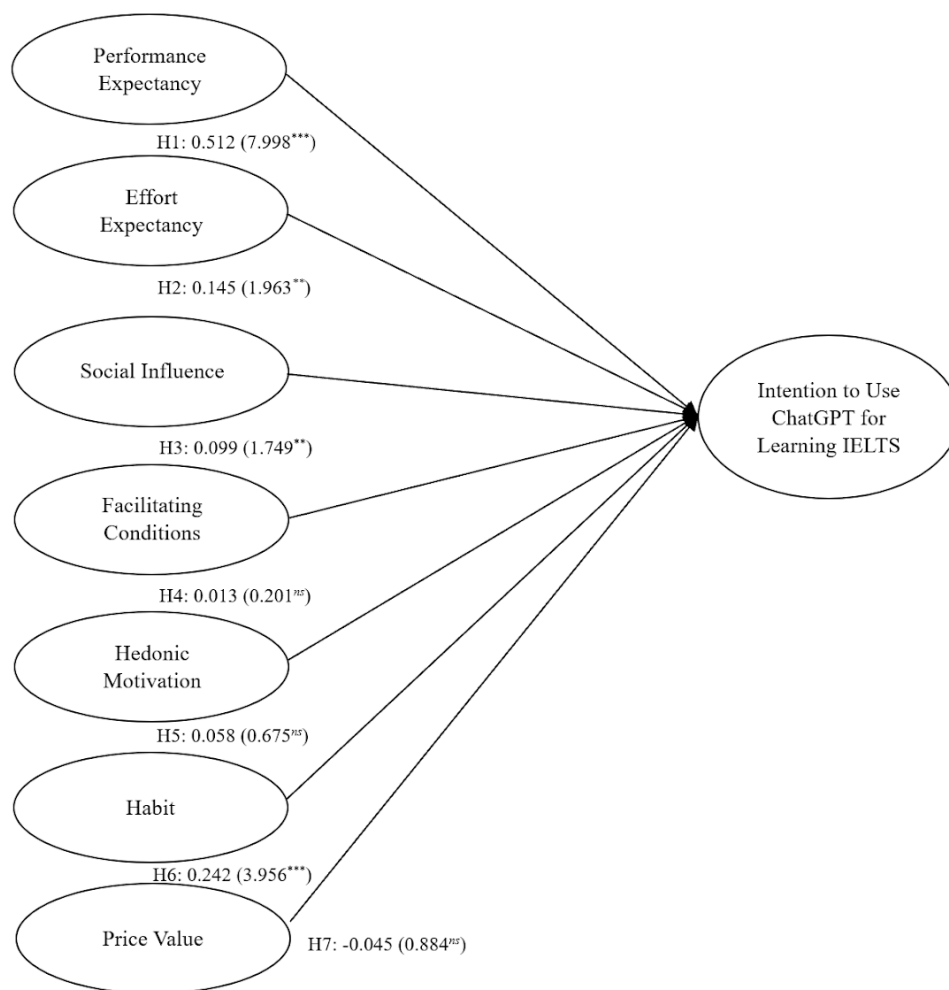 Performance
Expectancy
H1: 0.512 (7.998***)
Effort
Expectancy
H2: 0.145 (1.963**)
Social Influence
H3: 0.099 (1.749**)
Facilitating
Conditions
H4: 0.013 (0.201ns)
Hedonic
Motivation
H5: 0.058 (0.675ns)
Habit
H6: 0.242 (3.956***)
Price Value
H7: -0.045 (0.884ns)
Intention to Use
ChatGPT for
Learning IELTS